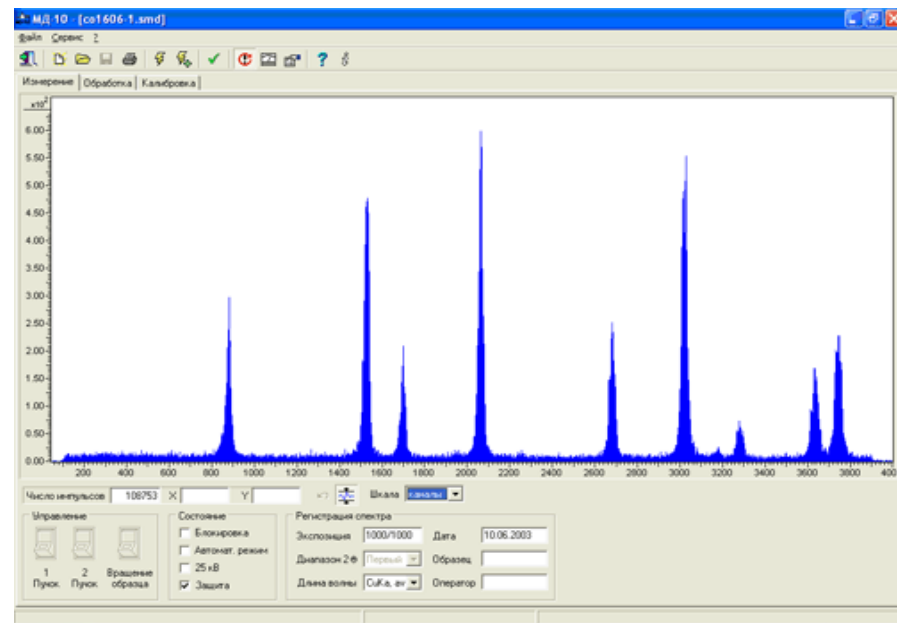 МД-10 - [co1606-1.smd]
Файл Сервис ?
Измерение Обработка Калибровка
x10²
6.00
5.50
5.00
4.50
4.00
3.50
3.00
2.50
2.00
1.50
1.00
0.50
0.00
200 400 600 800 1000 1200 1400 1600 1800 2000 2200 2400 2600 2800 3000 3200 3400 3600 3800 400
Число импульсов 108753 X Y Шкала каналы
Управление Состояние Регистрация спектра
Блокировка Экспозиция 1000/1000 Дата 10.06.2003
Автомат. режим Диапазон 2Θ Первый Образец
1 2 Вращение 25 кВ
Пучок Пучок образца Защита Длина волны CuKa, av Оператор